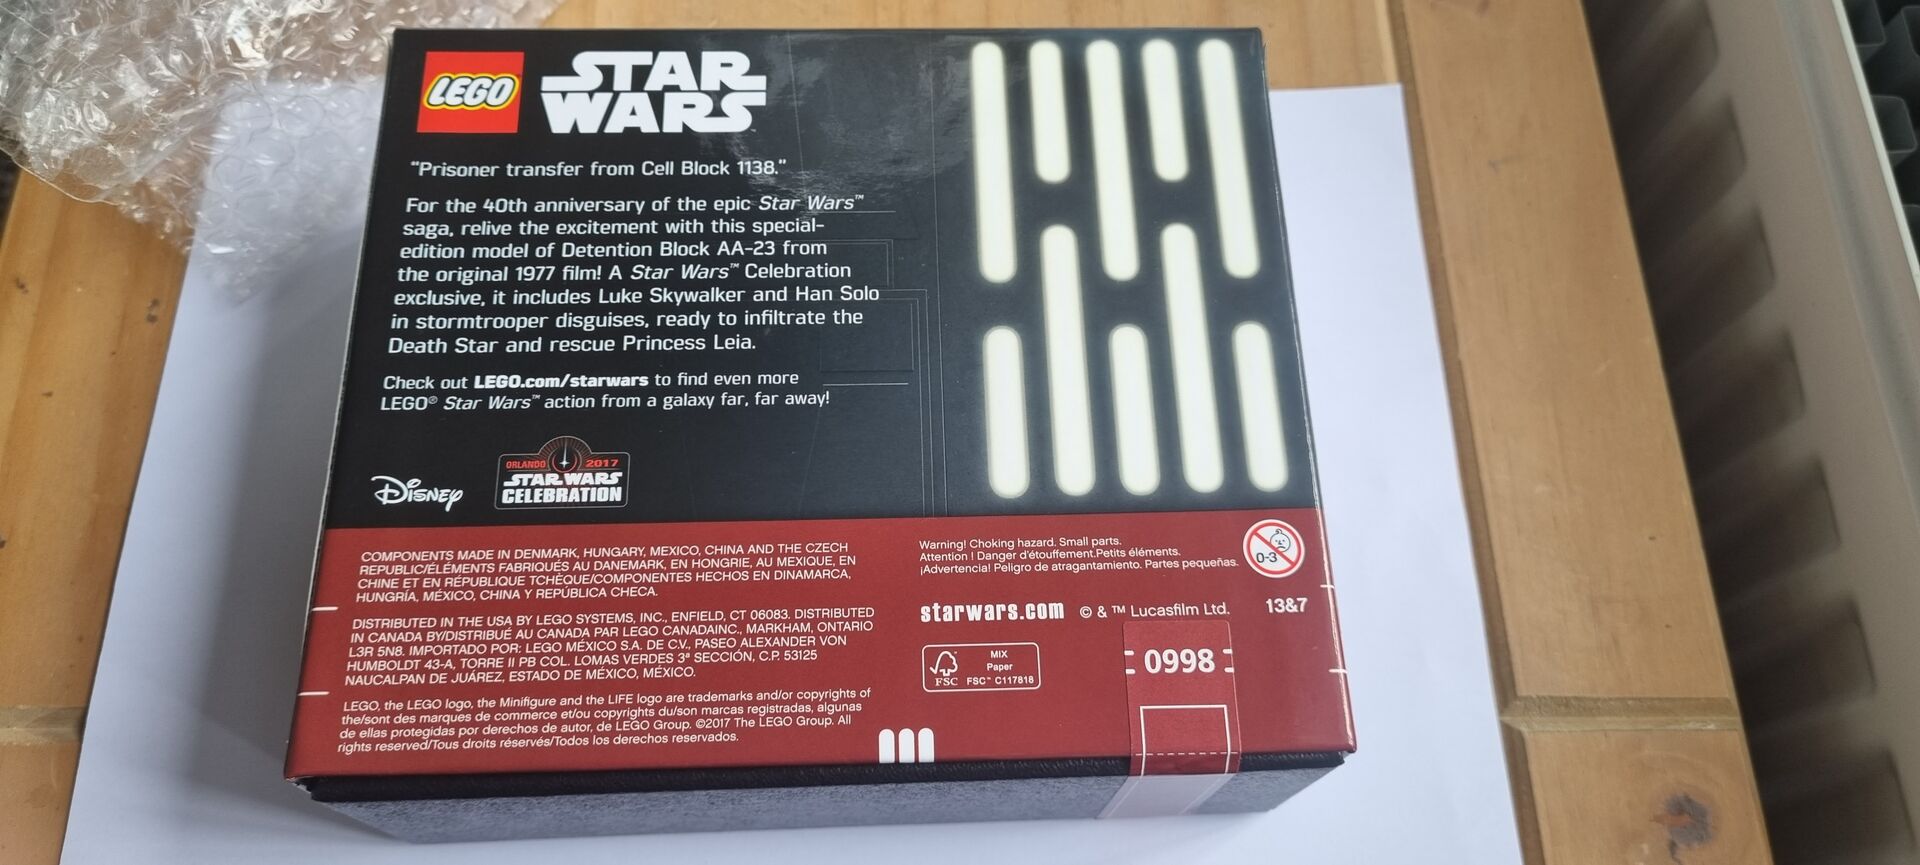 LEGO
STAR
WARS
"Prisoner transfer from Cell Block 1138."
For the 40th anniversary of the epic Star Wars™
saga, relive the excitement with this special-
edition model of Detention Block AA-23 from
the original 1977 film! A Star Wars™ Celebration
exclusive, it includes Luke Skywalker and Han Solo
in stormtrooper disguises, ready to infiltrate the
Death Star and rescue Princess Leia.
Check out LEGO.com/starwars to find even more
LEGO® Star Wars™ action from a galaxy far, far away!
Disney
ORLANDO 2017
STAR WARS
CELEBRATION
COMPONENTS MADE IN DENMARK, HUNGARY, MEXICO, CHINA AND THE CZECH
REPUBLIC/ÉLÉMENTS FABRIQUÉS AU DANEMARK, EN HONGRIE, AU MEXIQUE, EN
CHINE ET EN RÉPUBLIQUE TCHÈQUE/COMPONENTES HECHOS EN DINAMARCA,
HUNGRÍA, MÉXICO, CHINA Y REPÚBLICA CHECA.
DISTRIBUTED IN THE USA BY LEGO SYSTEMS, INC., ENFIELD, CT 06083. DISTRIBUTED
IN CANADA BY/DISTRIBUÉ AU CANADA PAR LEGO CANADAINC., MARKHAM, ONTARIO
L3R 5N8. IMPORTADO POR: LEGO MÉXICO S.A. DE C.V., PASEO ALEXANDER VON
HUMBOLDT 43-A, TORRE II PB COL. LOMAS VERDES 3ª SECCIÓN, C.P. 53125
NAUCALPAN DE JUÁREZ, ESTADO DE MÉXICO, MÉXICO.
LEGO, the LEGO logo, the Minifigure and the LIFE logo are trademarks and/or copyrights of
the/sont des marques de commerce et/ou copyrights du/son marcas registradas, algunas
de ellas protegidas por derechos de autor, de LEGO Group. ©2017 The LEGO Group. All
rights reserved/Tous droits réservés/Todos los derechos reservados.
Warning! Choking hazard. Small parts.
Attention ! Danger d'étouffement.Petits éléments.
¡Advertencia! Peligro de atragantamiento. Partes pequeñas.
0-3
starwars.com © & ™ Lucasfilm Ltd.
13&7
FSC
MIX
Paper
FSC™ C117818
0998